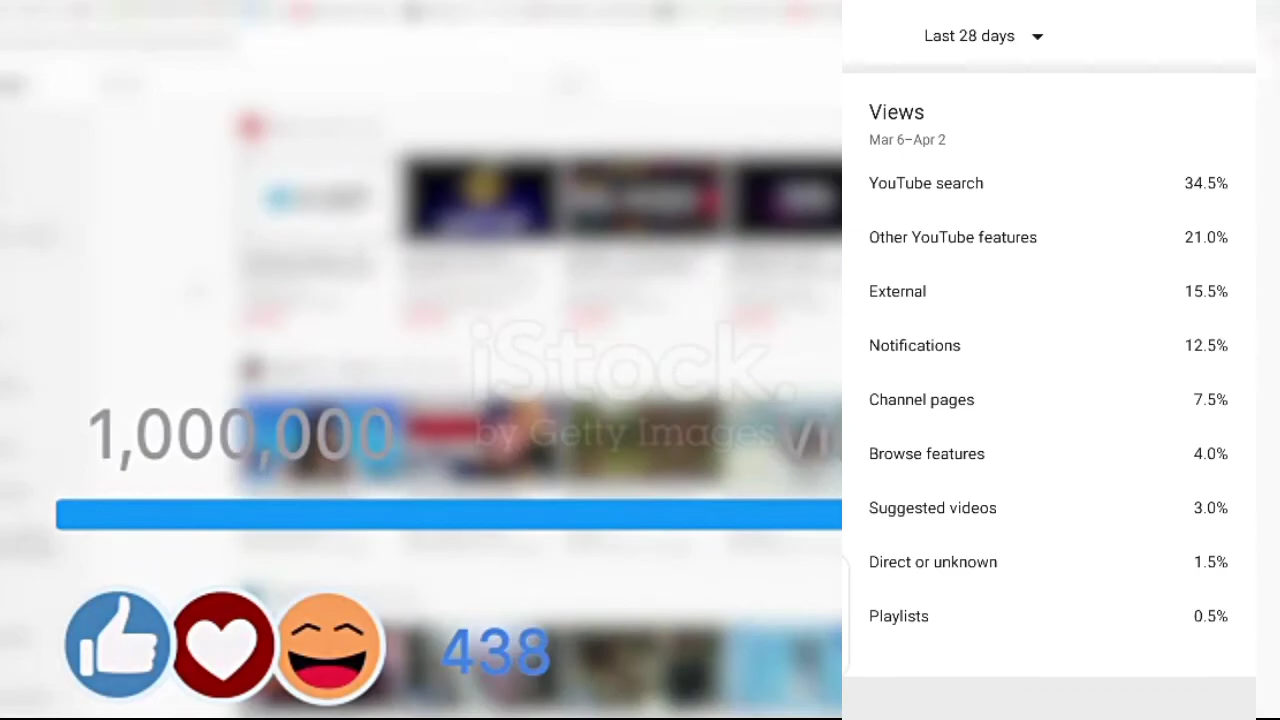 Last 28 days
Views
Mar 6–Apr 2
YouTube search 34.5%
Other YouTube features 21.0%
External 15.5%
Notifications 12.5%
Channel pages 7.5%
Browse features 4.0%
Suggested videos 3.0%
Direct or unknown 1.5%
Playlists 0.5%
iStock.
by Getty Images
1,000,000 vi
438